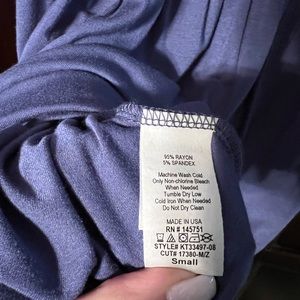 95% RAYON
5% SPANDEX
Machine Wash Cold
Only Non-chlorine Bleach
When Needed
Tumble Dry Low
Cold Iron When Needed
Do Not Dry Clean
MADE IN USA
RN # 145751
STYLE# KT33497-08
CUT# 17380-M/Z
Small